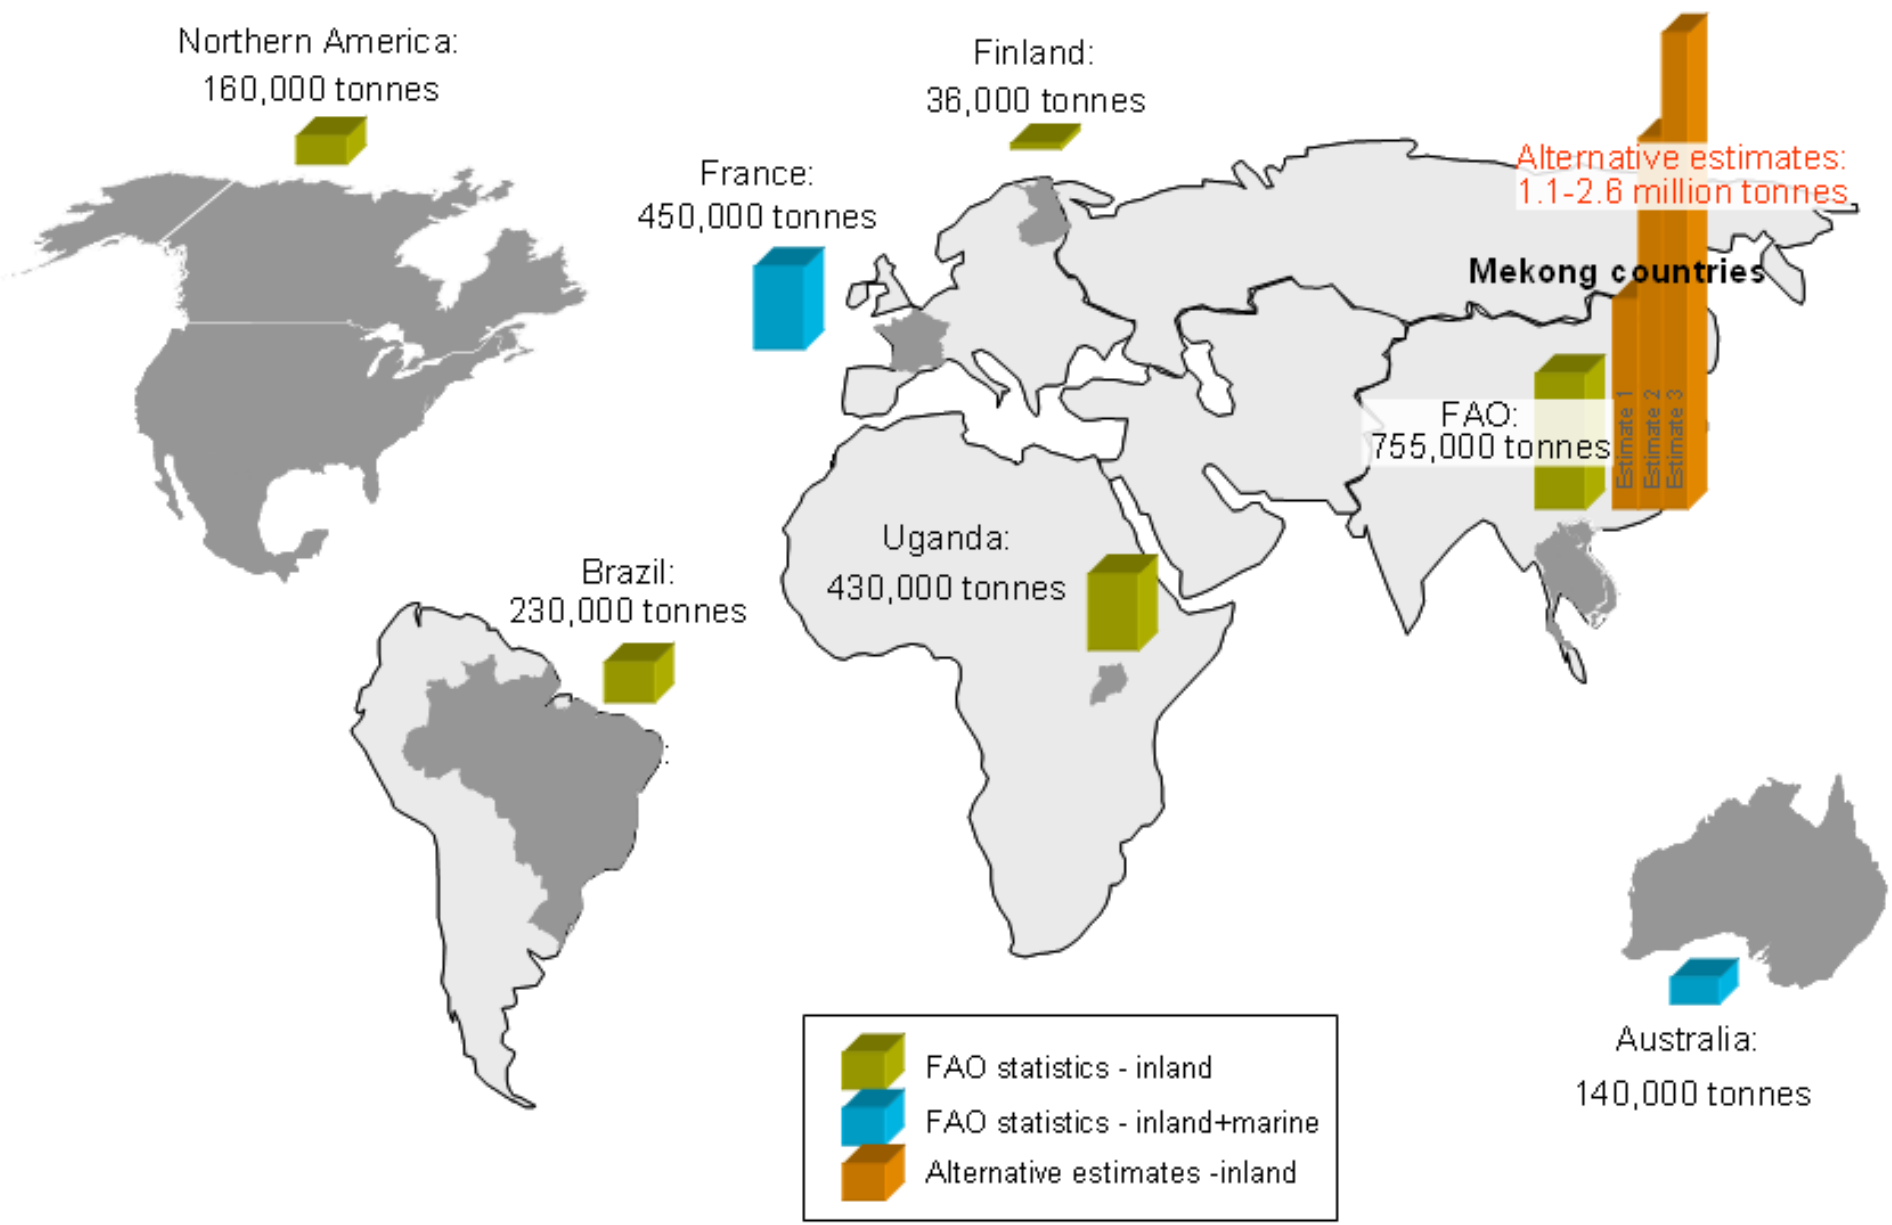 Northern America:
160,000 tonnes
Finland:
36,000 tonnes
France:
450,000 tonnes
Alternative estimates:
1.1-2.6 million tonnes
Mekong countries
FAO:
755,000 tonnes
Estimate 1
Estimate 2
Estimate 3
Uganda:
430,000 tonnes
Brazil:
230,000 tonnes
Australia:
140,000 tonnes
FAO statistics - inland
FAO statistics - inland+marine
Alternative estimates -inland